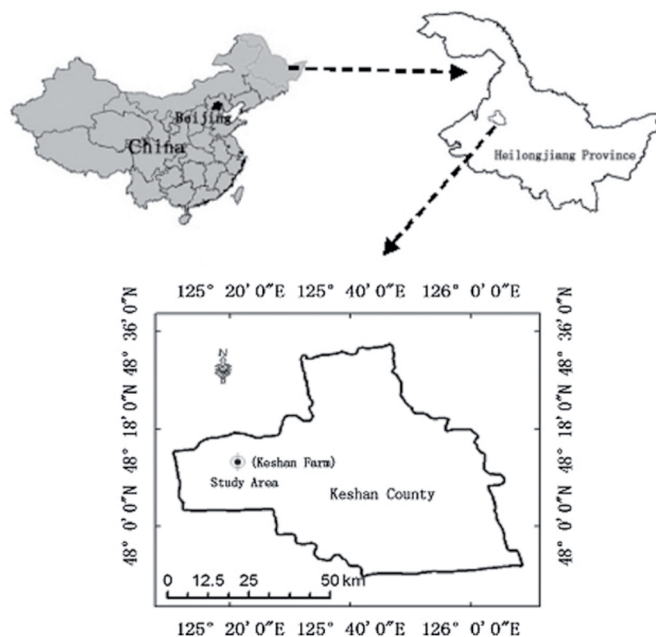 Beijing
China
Heilongjiang Province
125° 20′ 0″E 125° 40′ 0″E 126° 0′ 0″E
48° 36′ 0″N
48° 18′ 0″N
48° 0′ 0″N
48° 36′ 0″N
48° 18′ 0″N
48° 0′ 0″N
N
(Keshan Farm)
Study Area
Keshan County
0 12.5 25 50 km
125° 20′ 0″E 125° 40′ 0″E 126° 0′ 0″E